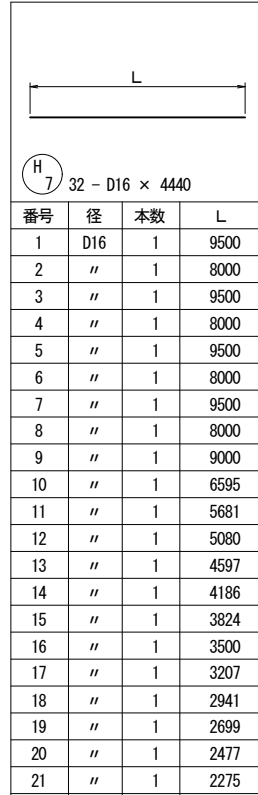 L
H
7 32 - D16 × 4440
番号 径 本数 L
1 D16 1 9500
2 〃 1 8000
3 〃 1 9500
4 〃 1 8000
5 〃 1 9500
6 〃 1 8000
7 〃 1 9500
8 〃 1 8000
9 〃 1 9000
10 〃 1 6595
11 〃 1 5681
12 〃 1 5080
13 〃 1 4597
14 〃 1 4186
15 〃 1 3824
16 〃 1 3500
17 〃 1 3207
18 〃 1 2941
19 〃 1 2699
20 〃 1 2477
21 〃 1 2275